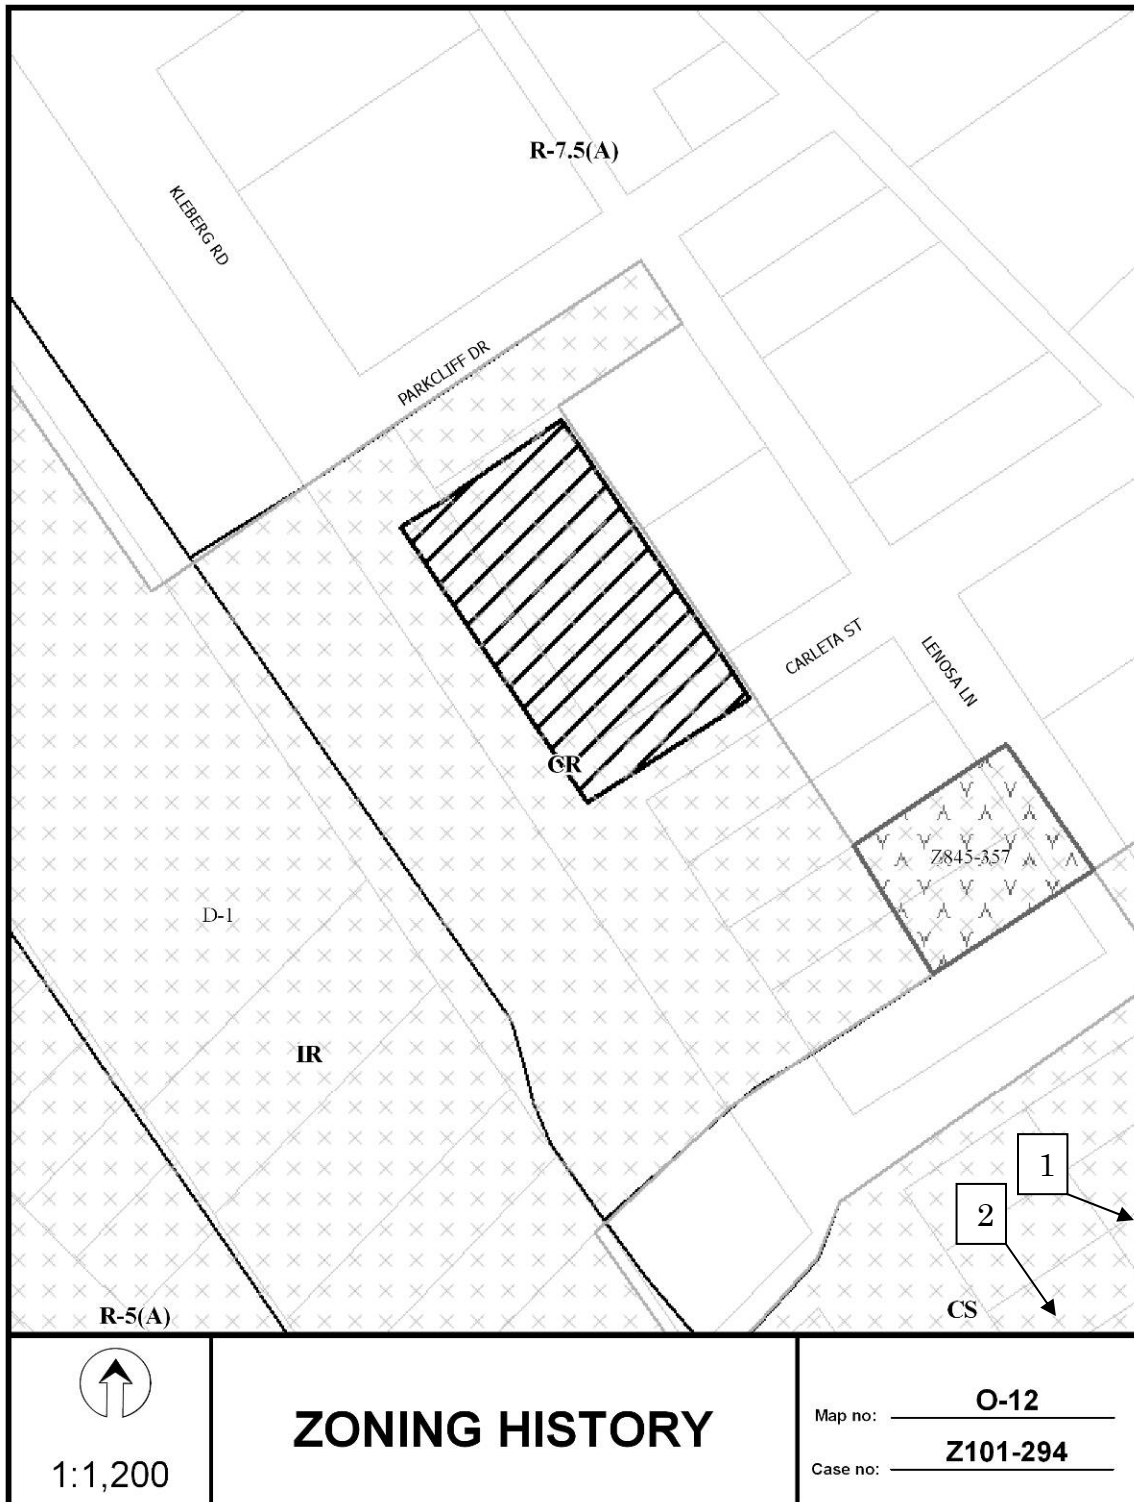 R-7.5(A)
KLEBERG RD
PARKCLIFF DR
CARLETA ST
LENOSA LN
CR
Z845-357
D-1
IR
1
2
R-5(A)
CS
1:1,200
ZONING HISTORY
Map no: O-12
Case no: Z101-294